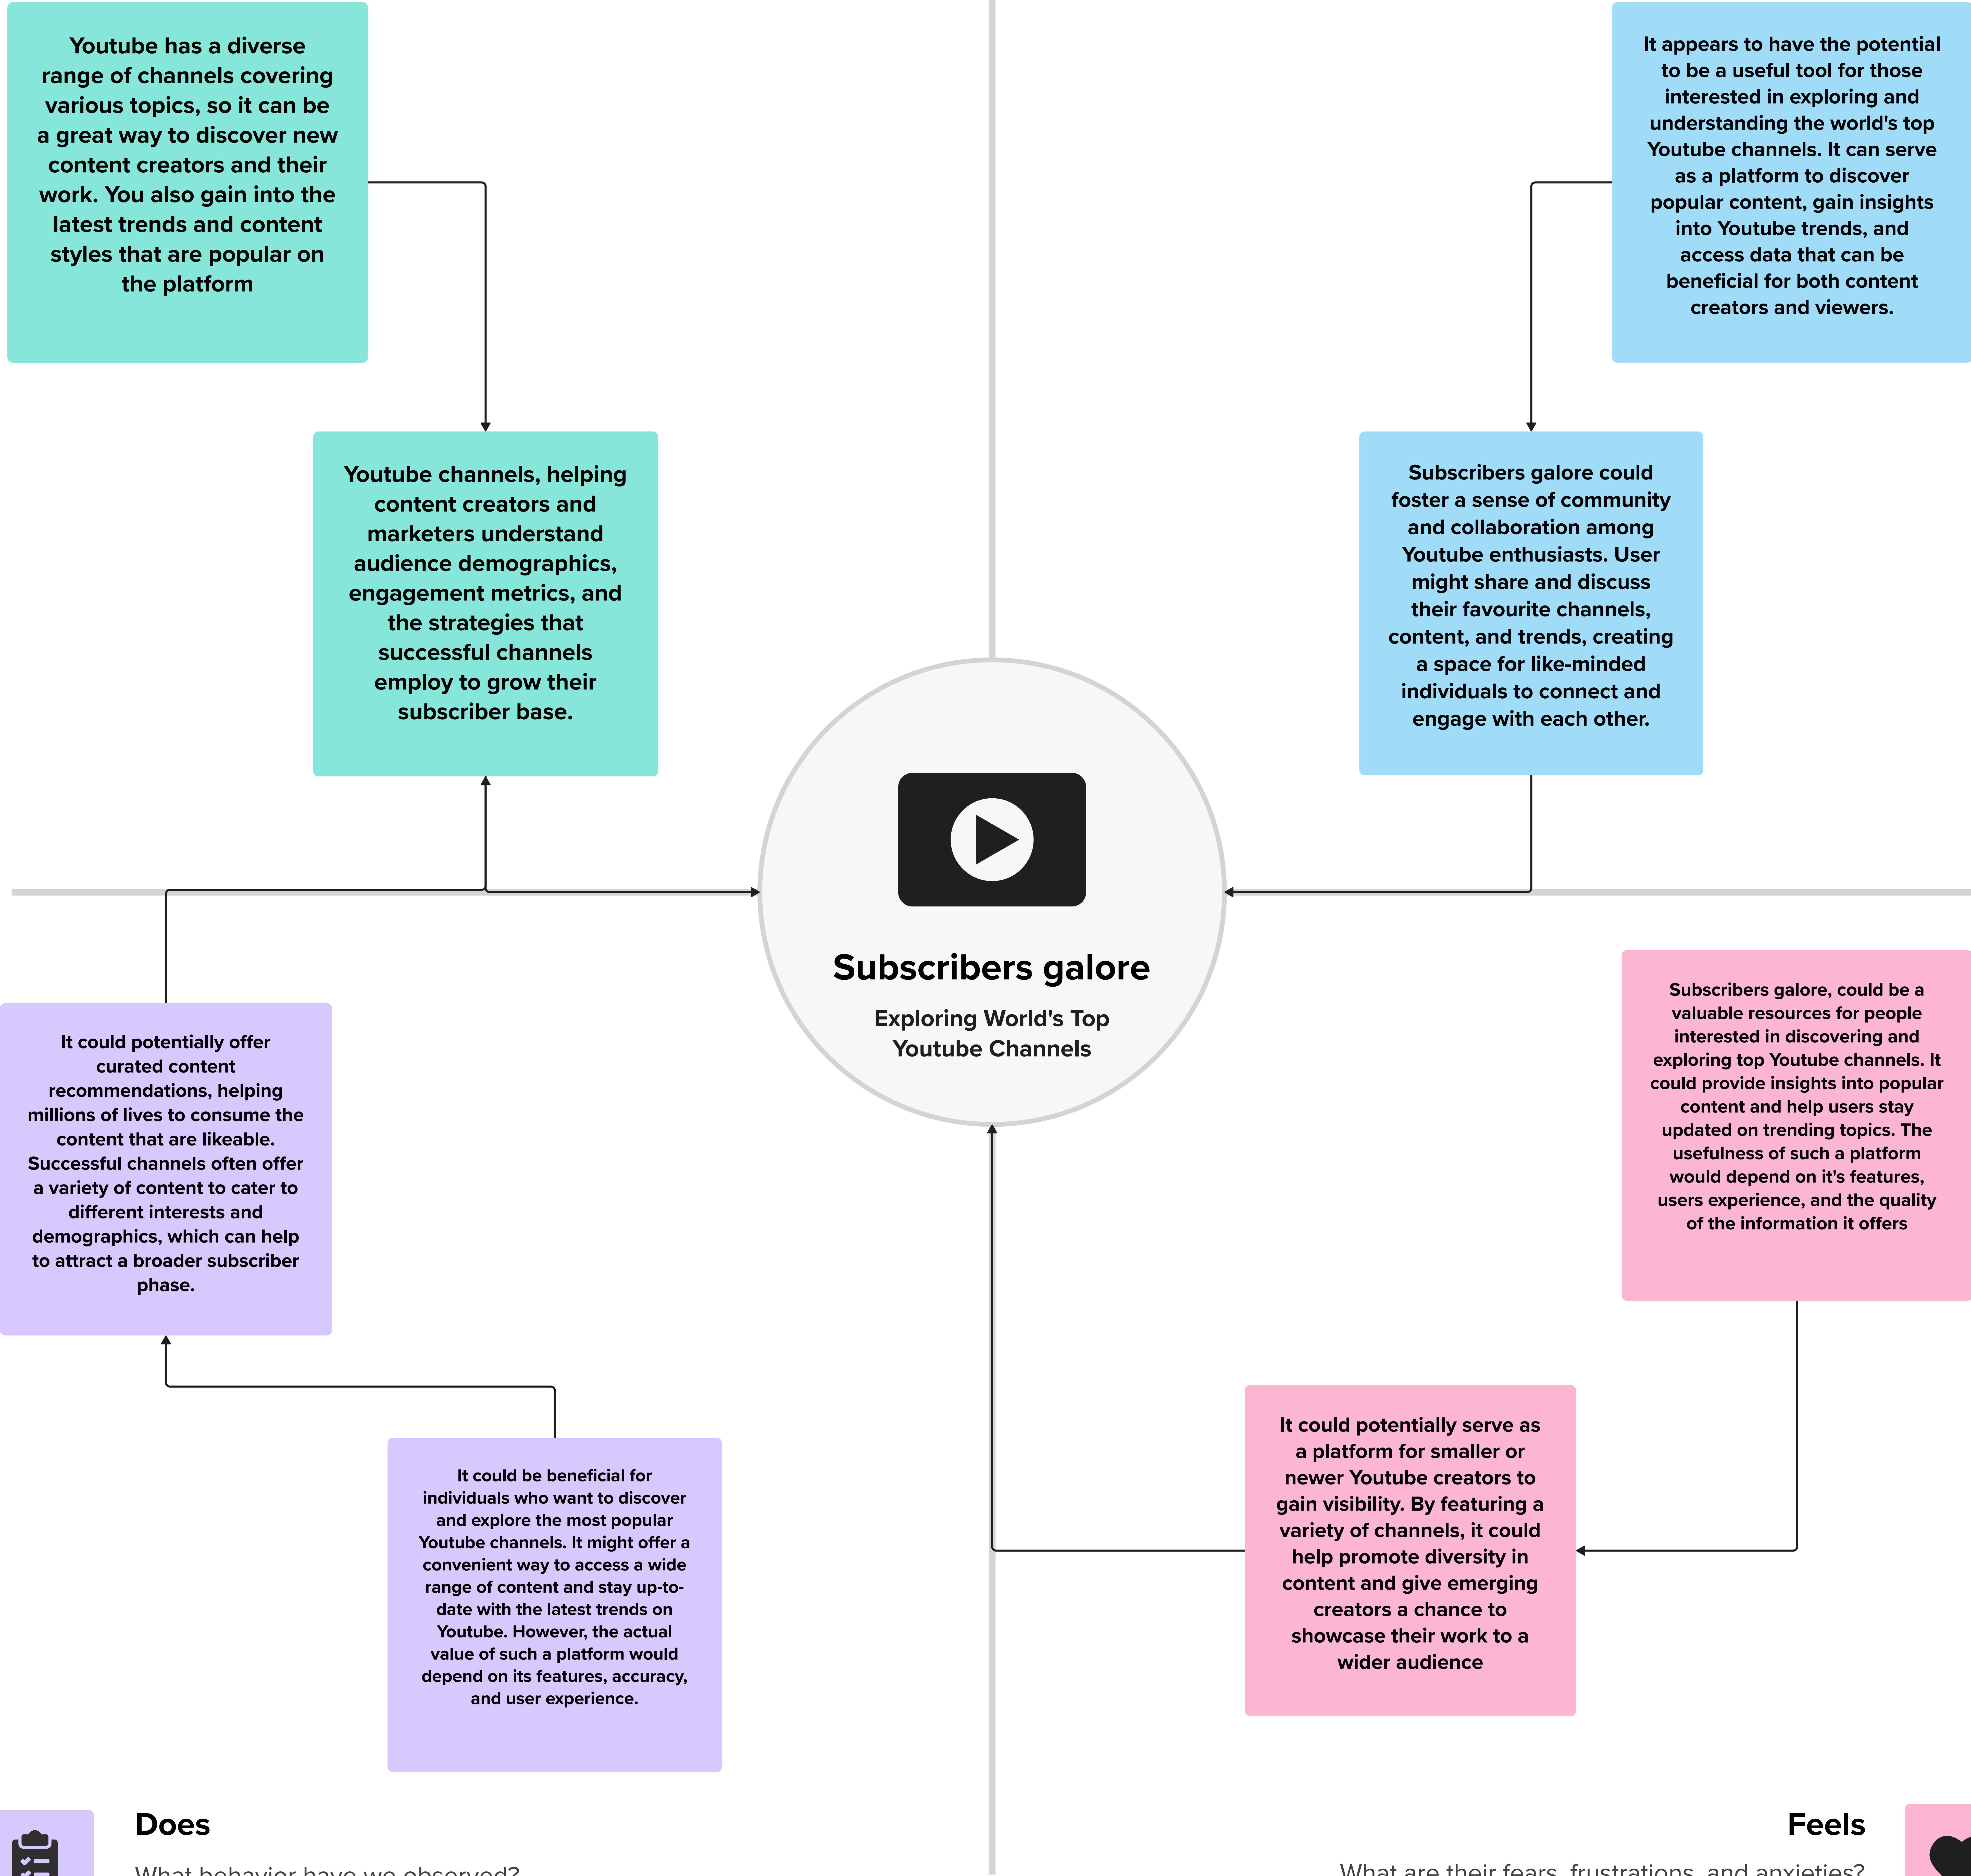 Youtube has a diverse
range of channels covering
various topics, so it can be
a great way to discover new
content creators and their
work. You also gain into the
latest trends and content
styles that are popular on
the platform
It appears to have the potential
to be a useful tool for those
interested in exploring and
understanding the world's top
Youtube channels. It can serve
as a platform to discover
popular content, gain insights
into Youtube trends, and
access data that can be
beneficial for both content
creators and viewers.
Youtube channels, helping
content creators and
marketers understand
audience demographics,
engagement metrics, and
the strategies that
successful channels
employ to grow their
subscriber base.
Subscribers galore could
foster a sense of community
and collaboration among
Youtube enthusiasts. User
might share and discuss
their favourite channels,
content, and trends, creating
a space for like-minded
individuals to connect and
engage with each other.
Subscribers galore
Exploring World's Top
Youtube Channels
It could potentially offer
curated content
recommendations, helping
millions of lives to consume the
content that are likeable.
Successful channels often offer
a variety of content to cater to
different interests and
demographics, which can help
to attract a broader subscriber
phase.
Subscribers galore, could be a
valuable resources for people
interested in discovering and
exploring top Youtube channels. It
could provide insights into popular
content and help users stay
updated on trending topics. The
usefulness of such a platform
would depend on it's features,
users experience, and the quality
of the information it offers
It could be beneficial for
individuals who want to discover
and explore the most popular
Youtube channels. It might offer a
convenient way to access a wide
range of content and stay up-to-
date with the latest trends on
Youtube. However, the actual
value of such a platform would
depend on its features, accuracy,
and user experience.
It could potentially serve as
a platform for smaller or
newer Youtube creators to
gain visibility. By featuring a
variety of channels, it could
help promote diversity in
content and give emerging
creators a chance to
showcase their work to a
wider audience
Does
What behavior have we observed?
Feels
What are their fears, frustrations, and anxieties?